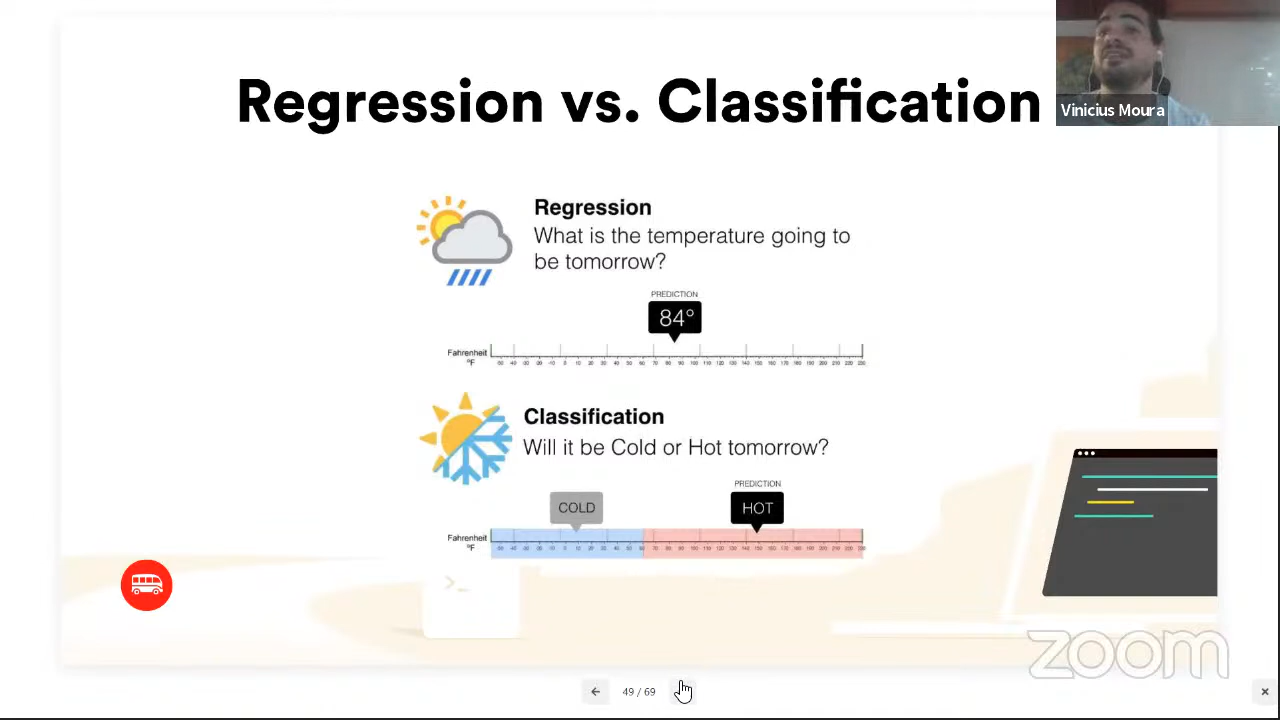 Regression vs. Classification
Vinicius Moura
Regression
What is the temperature going to
be tomorrow?
PREDICTION
84°
Fahrenheit
°F
Classification
Will it be Cold or Hot tomorrow?
PREDICTION
COLD
HOT
Fahrenheit
°F
>_
zoom
49 / 69